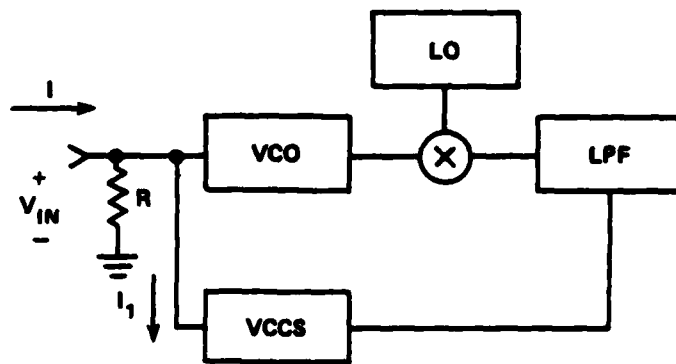 LO
I
VCO
×
LPF
+
V_IN
−
R
I_1
VCCS